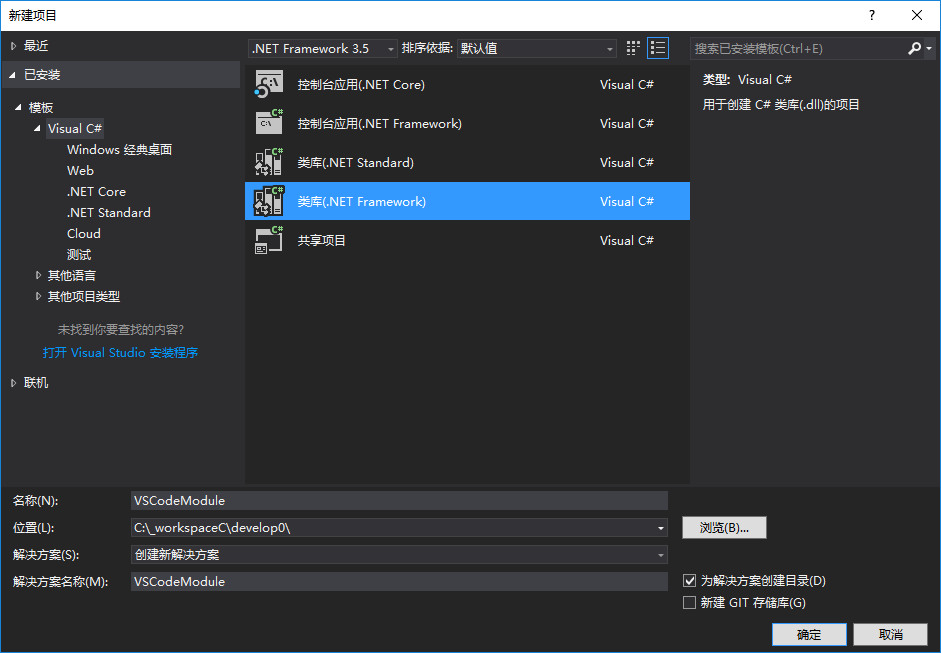 新建项目
?
最近
已安装
模板
Visual C#
Windows 经典桌面
Web
.NET Core
.NET Standard
Cloud
测试
其他语言
其他项目类型
未找到你要查找的内容?
打开 Visual Studio 安装程序
联机
.NET Framework 3.5 排序依据: 默认值
控制台应用(.NET Core) Visual C#
控制台应用(.NET Framework) Visual C#
类库(.NET Standard) Visual C#
类库(.NET Framework) Visual C#
共享项目 Visual C#
搜索已安装模板(Ctrl+E)
类型: Visual C#
用于创建 C# 类库(.dll)的项目
名称(N): VSCodeModule
位置(L): C:\_workspaceC\develop0\ 浏览(B)...
解决方案(S): 创建新解决方案
解决方案名称(M): VSCodeModule
为解决方案创建目录(D)
新建 GIT 存储库(G)
确定 取消